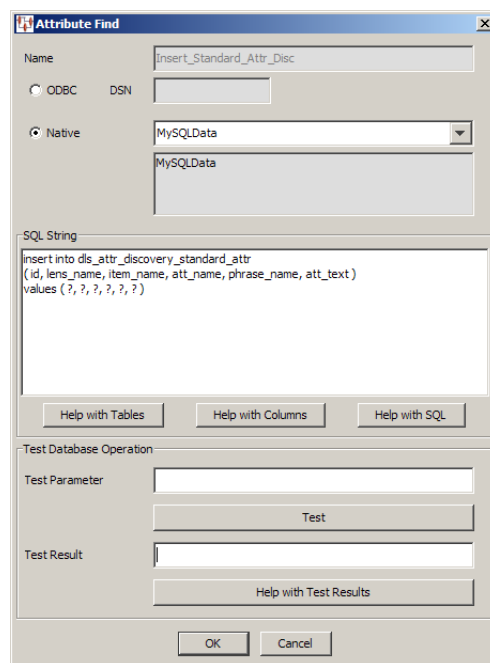 Attribute Find
Name Insert_Standard_Attr_Disc
ODBC DSN
Native MySQLData
MySQLData
SQL String
insert into dls_attr_discovery_standard_attr
( id, lens_name, item_name, att_name, phrase_name, att_text )
values ( ?, ?, ?, ?, ?, ? )
Help with Tables Help with Columns Help with SQL
Test Database Operation
Test Parameter
Test
Test Result
Help with Test Results
OK Cancel